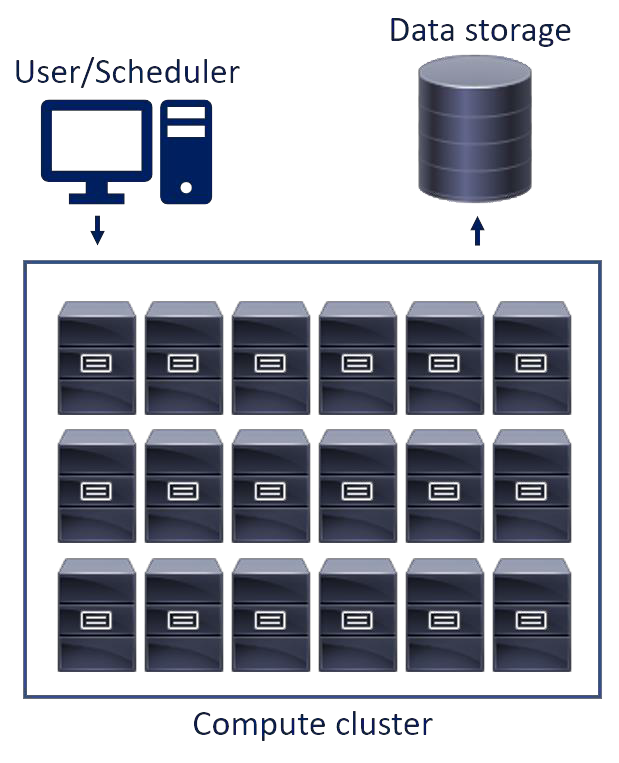 Data storage
User/Scheduler
Compute cluster